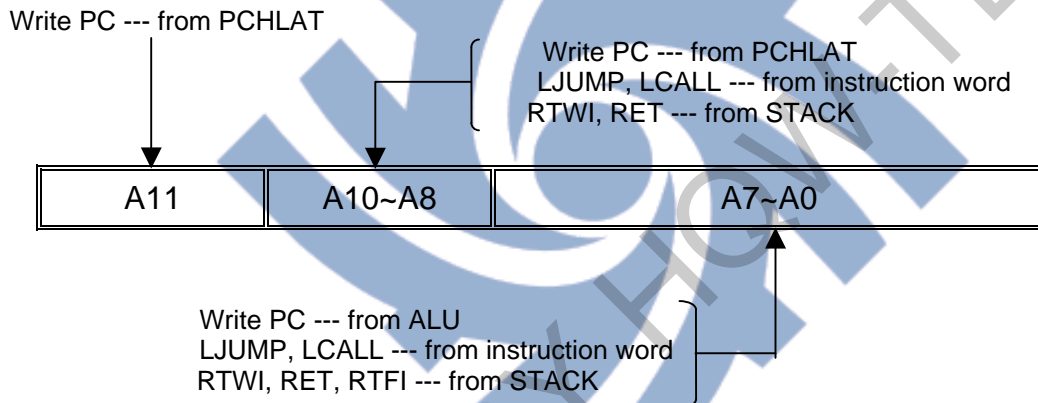 Write PC --- from PCHLAT
Write PC --- from PCHLAT
LJUMP, LCALL --- from instruction word
RTWI, RET --- from STACK
A11
A10~A8
A7~A0
Write PC --- from ALU
LJUMP, LCALL --- from instruction word
RTWI, RET, RTFI --- from STACK